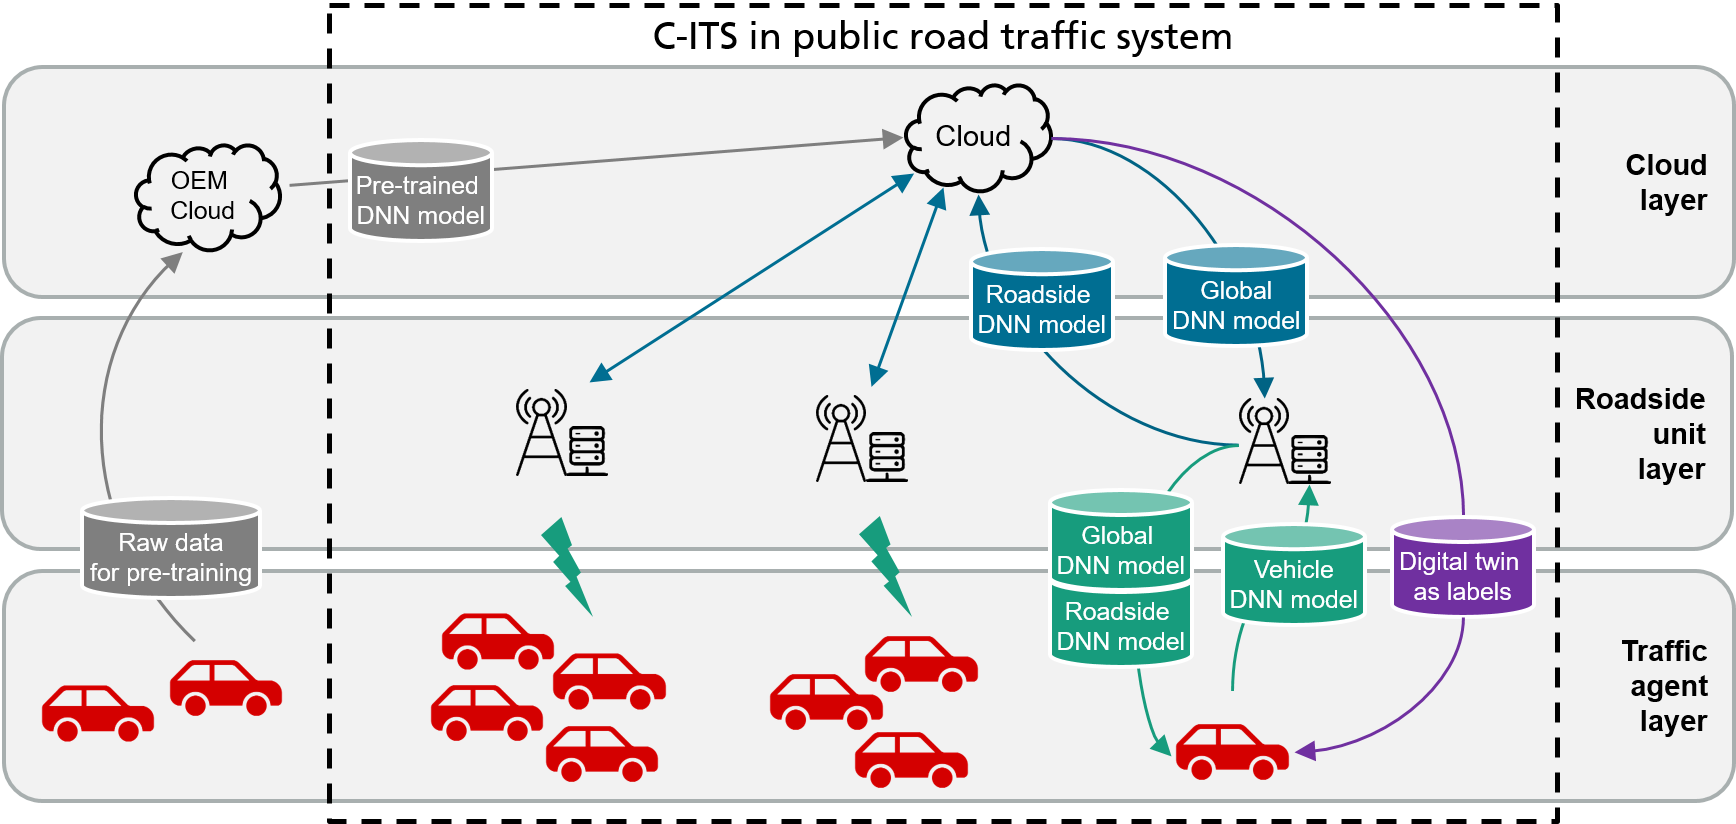 C-ITS in public road traffic system
Cloud
OEM
Cloud
Pre-trained
DNN model
Cloud
layer
Roadside
DNN model
Global
DNN model
Roadside
unit
layer
Raw data
for pre-training
Global
DNN model
Roadside
DNN model
Vehicle
DNN model
Digital twin
as labels
Traffic
agent
layer